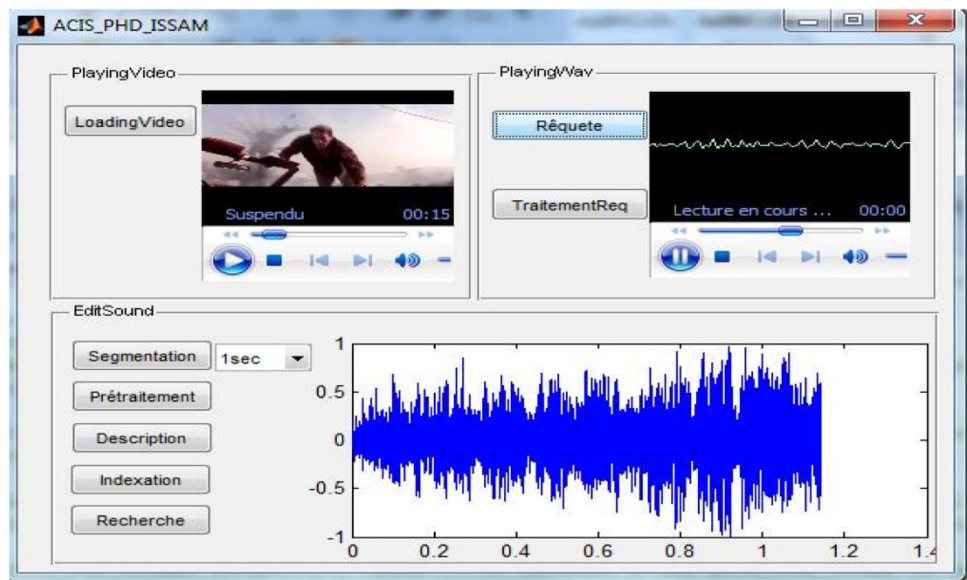 ACIS_PHD_ISSAM
PlayingVideo
LoadingVideo
Suspendu 00:15
PlayingWav
Rêquete
TraitementReq
Lecture en cours ... 00:00
EditSound
Segmentation 1sec
Prétraitement
Description
Indexation
Recherche
1
0.5
0
-0.5
-1
0 0.2 0.4 0.6 0.8 1 1.2 1.4